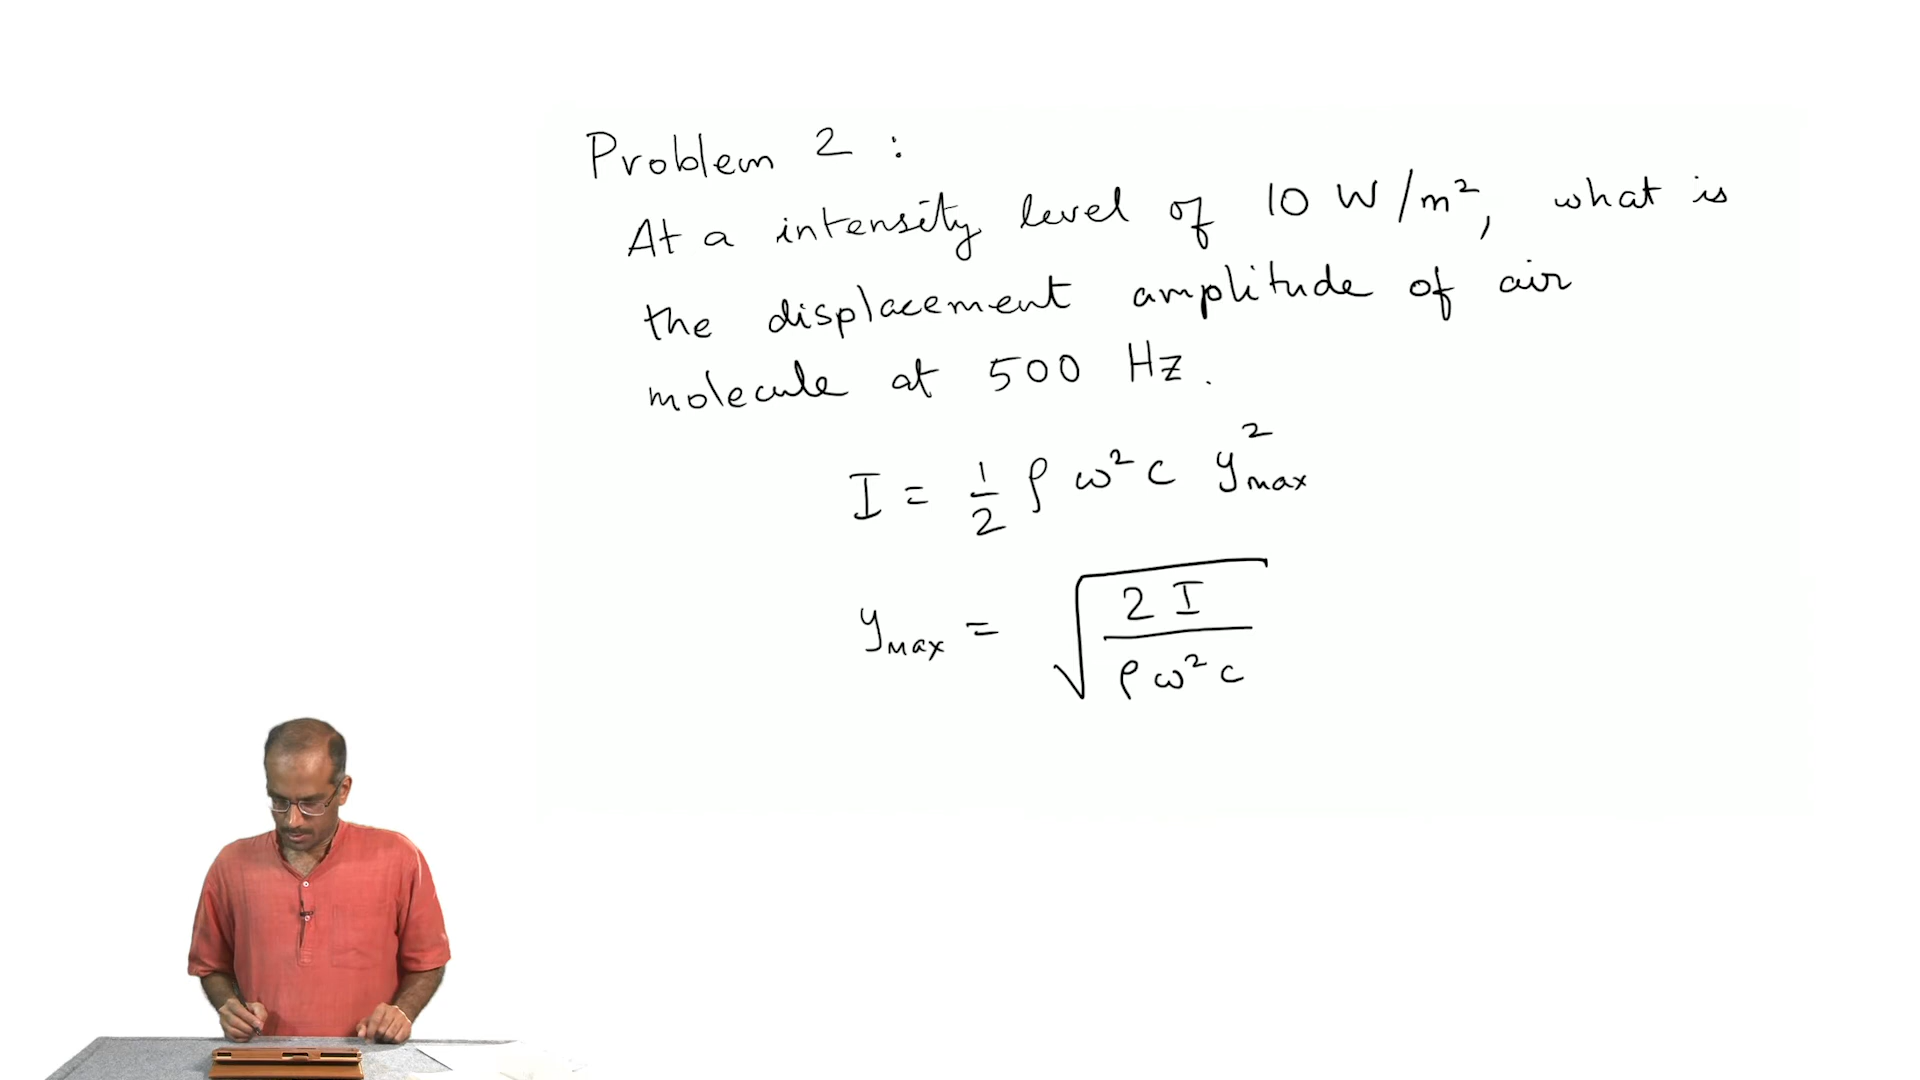 Problem 2 :
At a intensity level of 10 W/m², what is
the displacement amplitude of air
molecule at 500 Hz.
I = 1/2 ρ ω² c y²max
ymax = √(2 I / ρ ω² c)